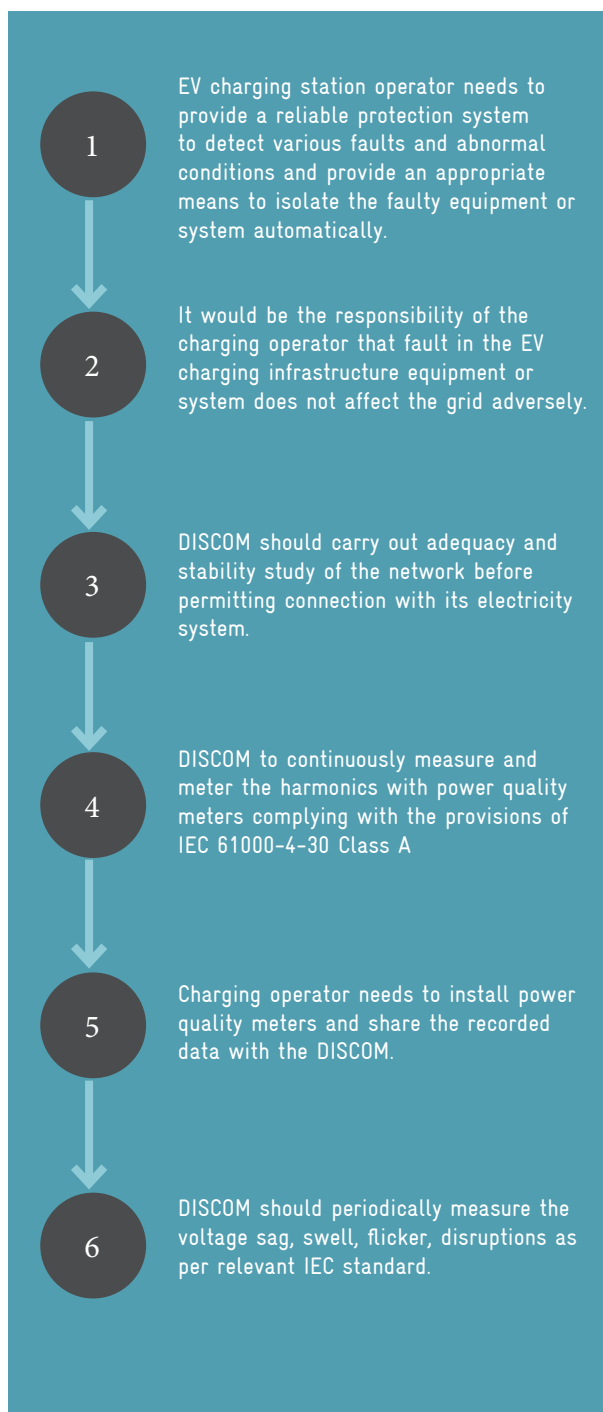 1
EV charging station operator needs to
provide a reliable protection system
to detect various faults and abnormal
conditions and provide an appropriate
means to isolate the faulty equipment or
system automatically.
2
It would be the responsibility of the
charging operator that fault in the EV
charging infrastructure equipment or
system does not affect the grid adversely.
3
DISCOM should carry out adequacy and
stability study of the network before
permitting connection with its electricity
system.
4
DISCOM to continuously measure and
meter the harmonics with power quality
meters complying with the provisions of
IEC 61000-4-30 Class A
5
Charging operator needs to install power
quality meters and share the recorded
data with the DISCOM.
6
DISCOM should periodically measure the
voltage sag, swell, flicker, disruptions as
per relevant IEC standard.